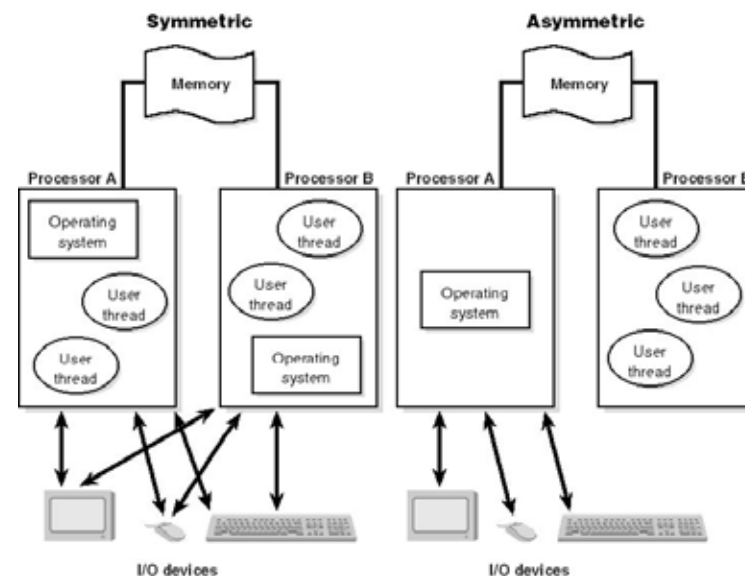 Symmetric
Memory
Processor A
Processor B
Operating
system
User
thread
User
thread
User
thread
User
thread
Operating
system
I/O devices
Asymmetric
Memory
Processor A
Processor B
Operating
system
User
thread
User
thread
User
thread
I/O devices